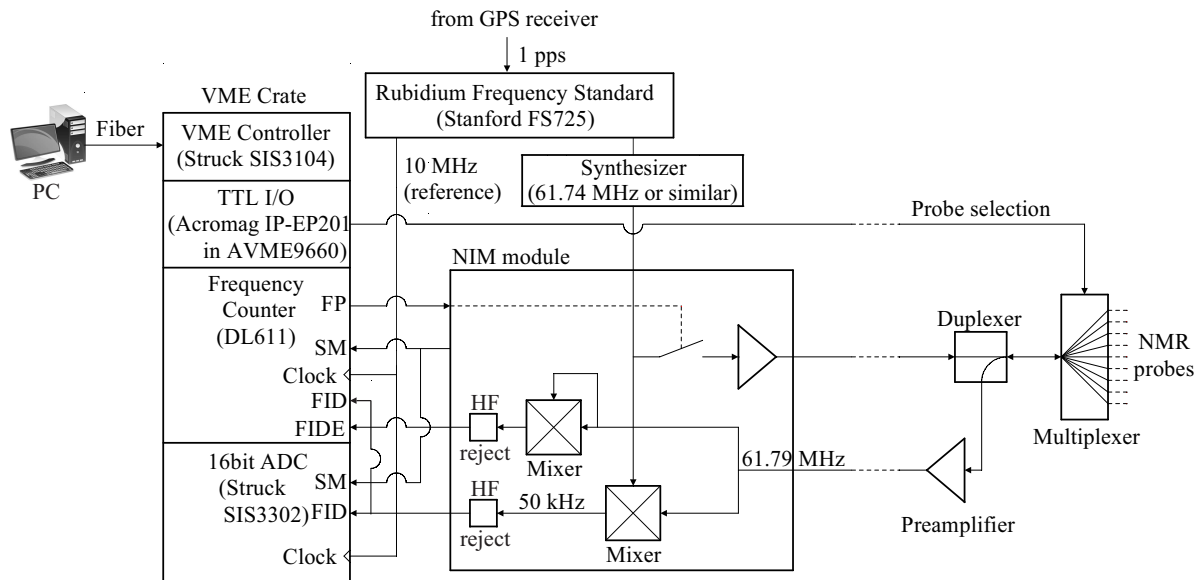 from GPS receiver
1 pps
Rubidium Frequency Standard
(Stanford FS725)
VME Crate
Fiber
PC
VME Controller
(Struck SIS3104)
TTL I/O
(Acromag IP-EP201
in AVME9660)
10 MHz
(reference)
Synthesizer
(61.74 MHz or similar)
Probe selection
NIM module
Frequency
Counter
(DL611)
FP
SM
Clock
FID
FIDE
HF
reject
Mixer
61.79 MHz
Duplexer
NMR
probes
Multiplexer
Preamplifier
16bit ADC
(Struck
SIS3302)
SM
FID
Clock
HF
reject
50 kHz
Mixer